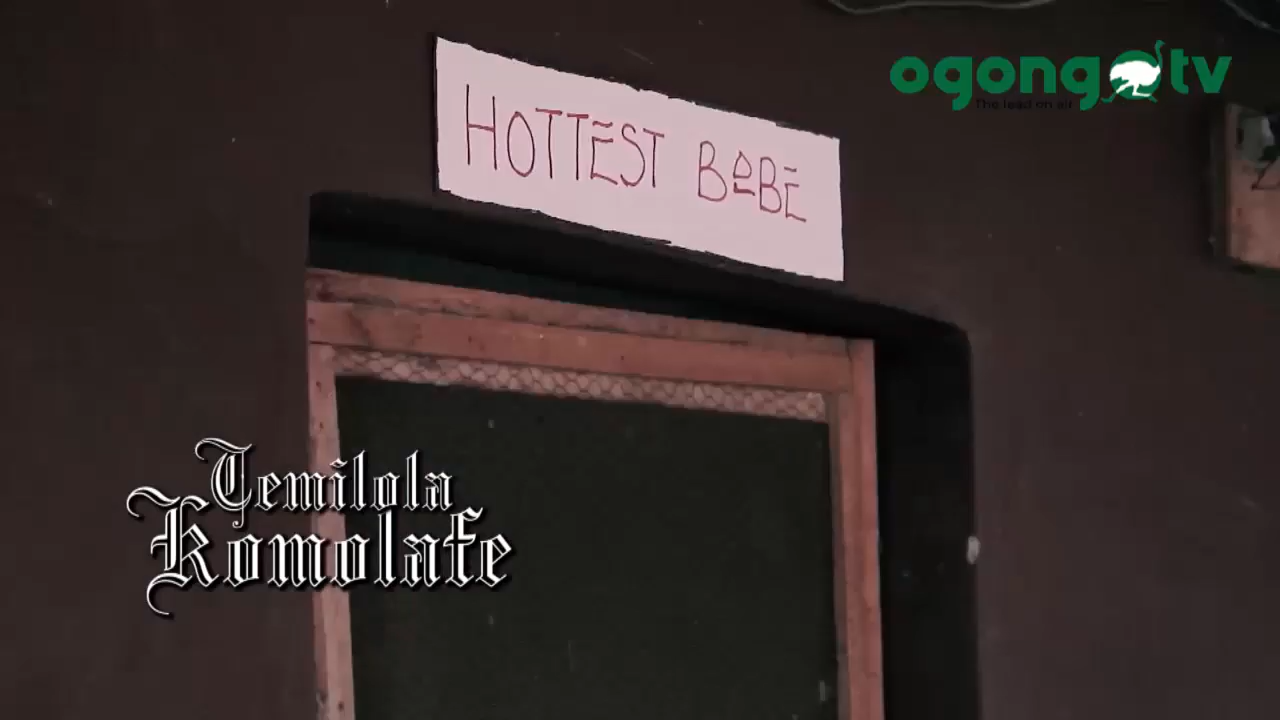 HOTTEST BABE
ogongotv
The lead on air
Temilola
Komolafe